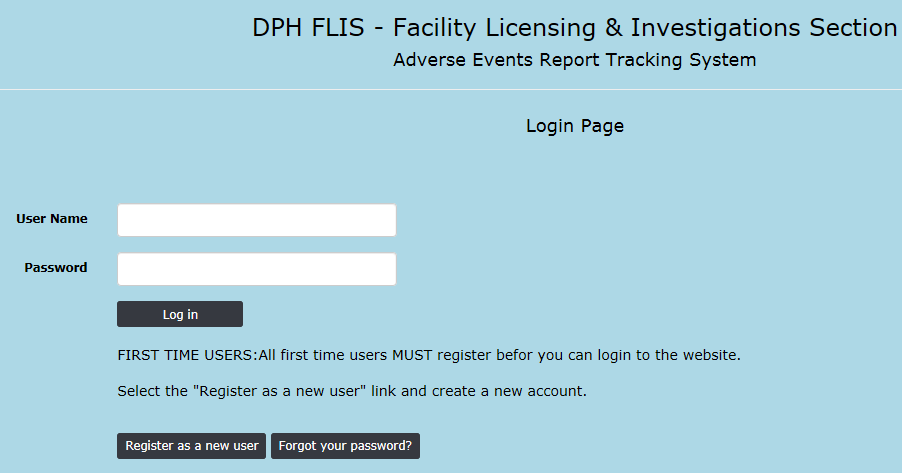 DPH FLIS - Facility Licensing & Investigations Section
Adverse Events Report Tracking System
Login Page
User Name
Password
Log in
FIRST TIME USERS:All first time users MUST register befor you can login to the website.
Select the "Register as a new user" link and create a new account.
Register as a new user Forgot your password?